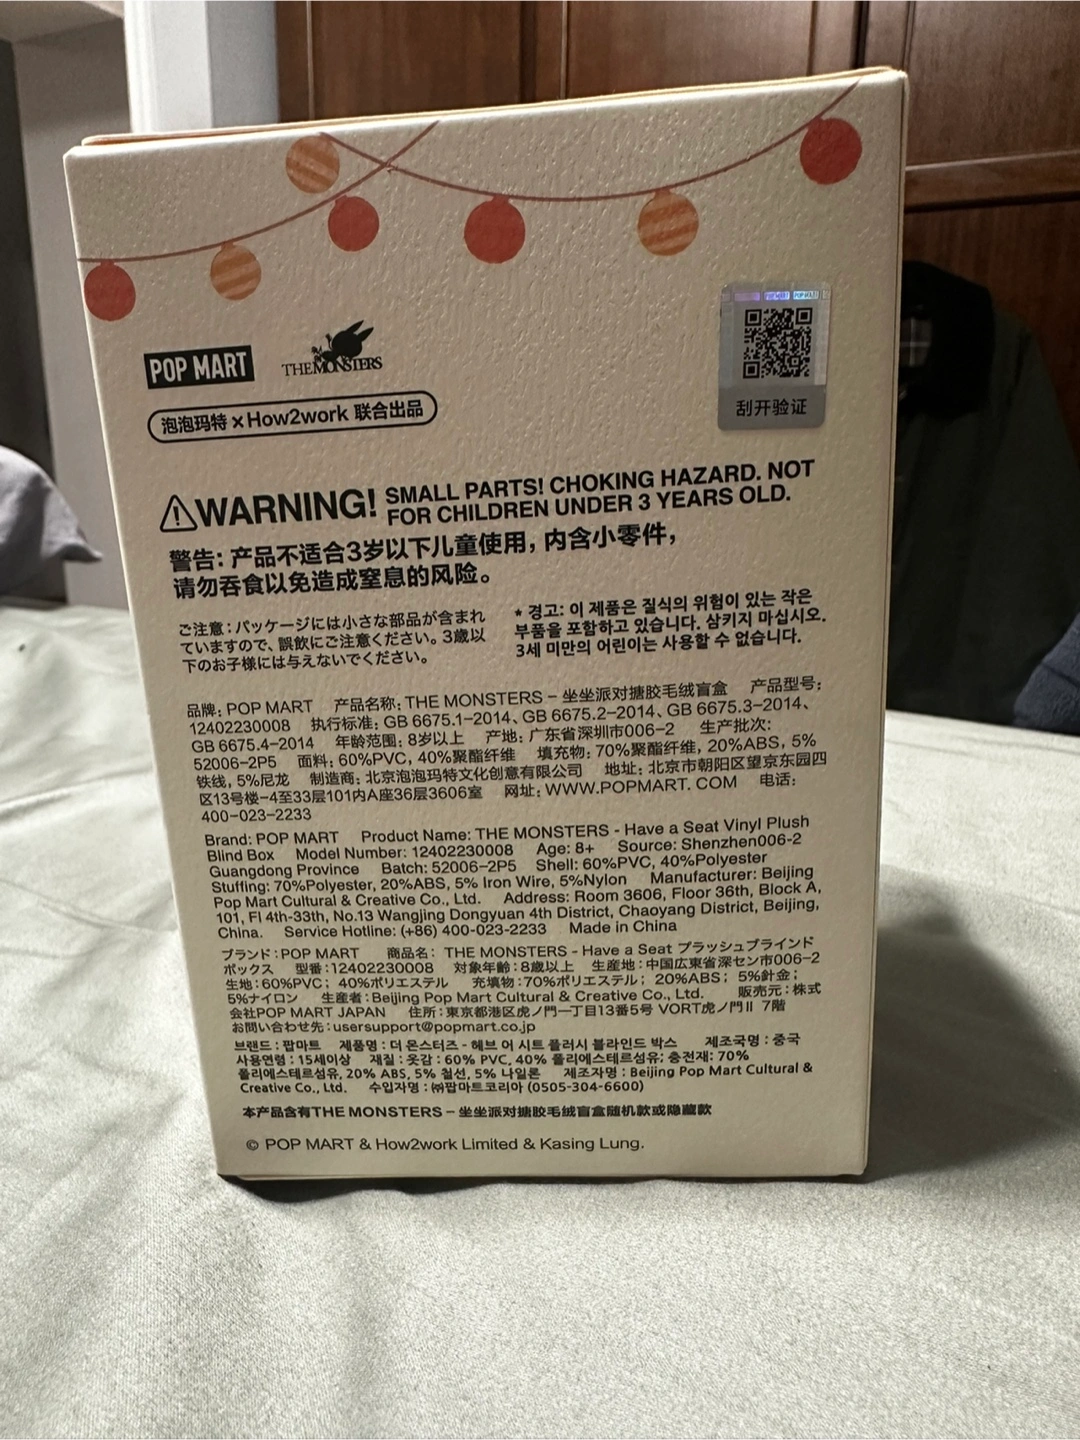 POP MART
THE MONSTERS
泡泡玛特 × How2work 联合出品
刮开验证
WARNING! SMALL PARTS! CHOKING HAZARD. NOT
FOR CHILDREN UNDER 3 YEARS OLD.
警告: 产品不适合3岁以下儿童使用, 内含小零件,
请勿吞食以免造成窒息的风险。
ご注意: パッケージには小さな部品が含まれ
ていますので、誤飲にご注意ください。3歳以
下のお子様には与えないでください。
* 경고: 이 제품은 질식의 위험이 있는 작은
부품을 포함하고 있습니다. 삼키지 마십시오.
3세 미만의 어린이는 사용할 수 없습니다.
品牌: POP MART 产品名称: THE MONSTERS - 坐坐派对搪胶毛绒盲盒 产品型号:
12402230008 执行标准: GB 6675.1-2014、GB 6675.2-2014、GB 6675.3-2014、
GB 6675.4-2014 年龄范围: 8岁以上 产地: 广东省深圳市006-2 生产批次:
52006-2P5 面料: 60%PVC, 40%聚酯纤维 填充物: 70%聚酯纤维, 20%ABS, 5%
铁线, 5%尼龙 制造商: 北京泡泡玛特文化创意有限公司 地址: 北京市朝阳区望京东园四
区13号楼-4至33层101内A座36层3606室 网址: WWW.POPMART.COM 电话:
400-023-2233
Brand: POP MART Product Name: THE MONSTERS - Have a Seat Vinyl Plush
Blind Box Model Number: 12402230008 Age: 8+ Source: Shenzhen006-2
Guangdong Province Batch: 52006-2P5 Shell: 60%PVC, 40%Polyester
Stuffing: 70%Polyester, 20%ABS, 5% Iron Wire, 5%Nylon Manufacturer: Beijing
Pop Mart Cultural & Creative Co., Ltd. Address: Room 3606, Floor 36th, Block A,
101, Fl 4th-33th, No.13 Wangjing Dongyuan 4th District, Chaoyang District, Beijing,
China. Service Hotline: (+86) 400-023-2233 Made in China
ブランド: POP MART 商品名: THE MONSTERS - Have a Seat プラッシュブラインド
ボックス 型番: 12402230008 対象年齢: 8歳以上 生産地: 中国広東省深セン市006-2
生地: 60%PVC; 40%ポリエステル 充填物: 70%ポリエステル; 20%ABS; 5%針金;
5%ナイロン 生産者: Beijing Pop Mart Cultural & Creative Co., Ltd. 販売元: 株式
会社POP MART JAPAN 住所: 東京都港区虎ノ門一丁目13番5号 VORT虎ノ門II 7階
お問い合わせ先: usersupport@popmart.co.jp
브랜드: 팝마트 제품명: 더 몬스터즈 - 헤브 어 시트 플러시 블라인드 박스 제조국명: 중국
사용연령: 15세이상 재질: 옷감: 60% PVC, 40% 폴리에스테르섬유; 충전재: 70%
폴리에스테르섬유, 20% ABS, 5% 철선, 5% 나일론 제조자명: Beijing Pop Mart Cultural &
Creative Co., Ltd. 수입자명: ㈜팝마트코리아 (0505-304-6600)
本产品含有THE MONSTERS - 坐坐派对搪胶毛绒盲盒随机款或隐藏款
© POP MART & How2work Limited & Kasing Lung.